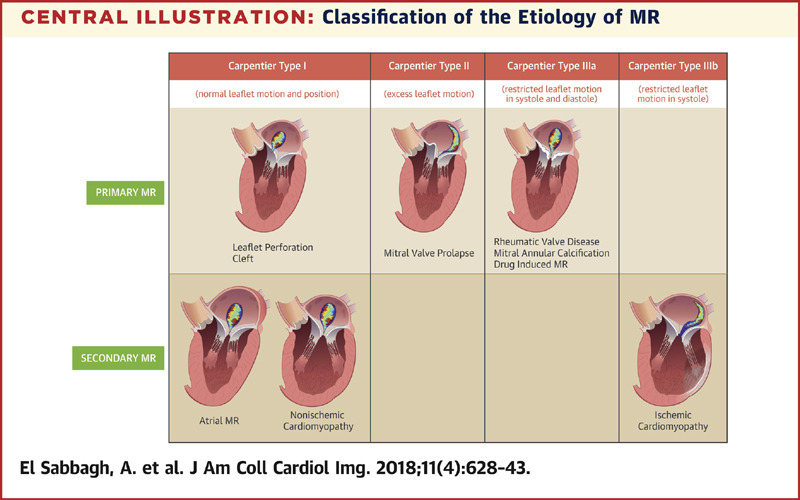 CENTRAL ILLUSTRATION: Classification of the Etiology of MR
Carpentier Type I
Carpentier Type II
Carpentier Type IIIa
Carpentier Type IIIb
(normal leaflet motion and position)
(excess leaflet motion)
(restricted leaflet motion
in systole and diastole)
(restricted leaflet
motion in systole)
PRIMARY MR
Leaflet Perforation
Cleft
Mitral Valve Prolapse
Rheumatic Valve Disease
Mitral Annular Calcification
Drug Induced MR
SECONDARY MR
Atrial MR
Nonischemic
Cardiomyopathy
Ischemic
Cardiomyopathy
El Sabbagh, A. et al. J Am Coll Cardiol Img. 2018;11(4):628–43.